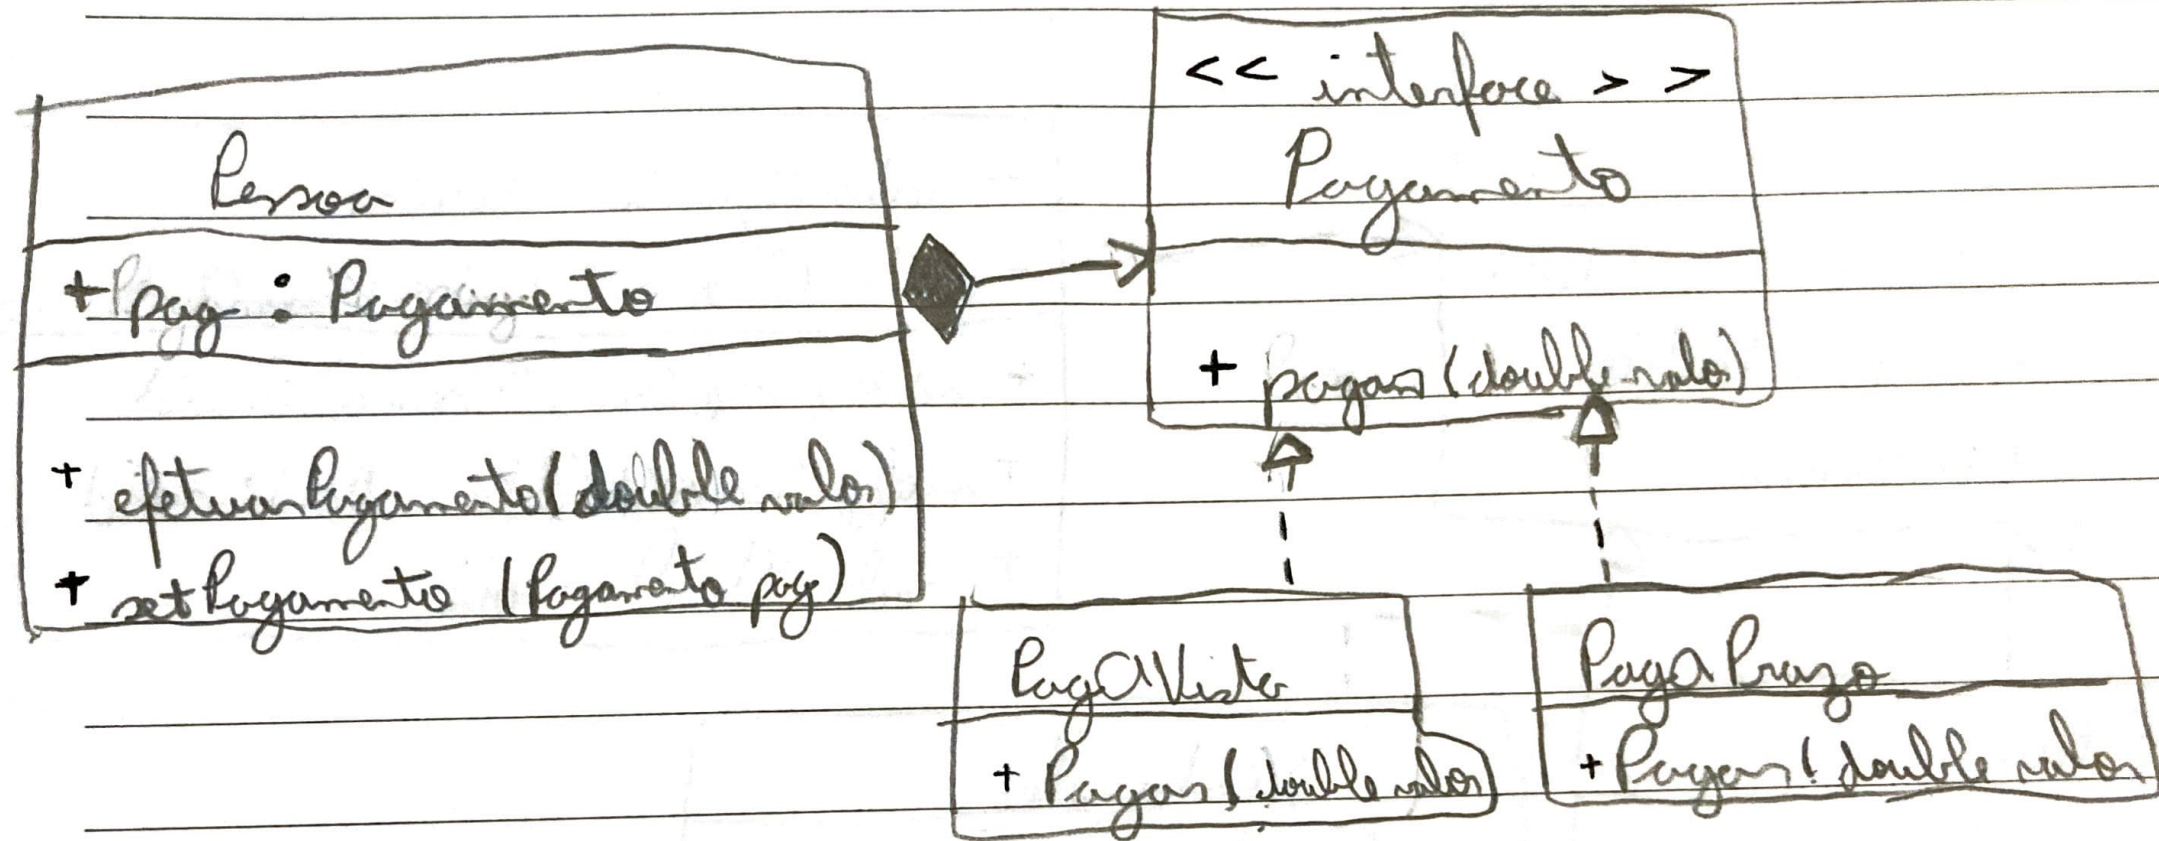 Pessoa
+ pag : Pagamento
+ efetuarPagamento(double valor)
+ setPagamento (Pagamento pag)
<< interface >>
Pagamento
+ pagar (double valor)
PagAVista
+ Pagar (double valor)
PagAPrazo
+ Pagar (double valor